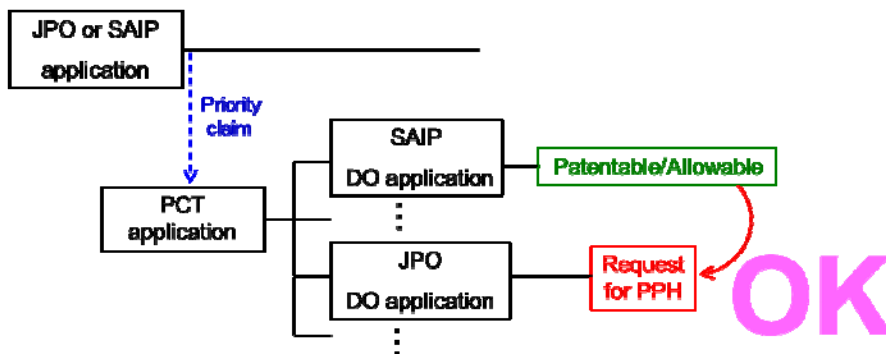 JPO or SAIP
application
Priority
claim
SAIP
DO application
Patentable/Allowable
PCT
application
JPO
DO application
Request
for PPH
OK